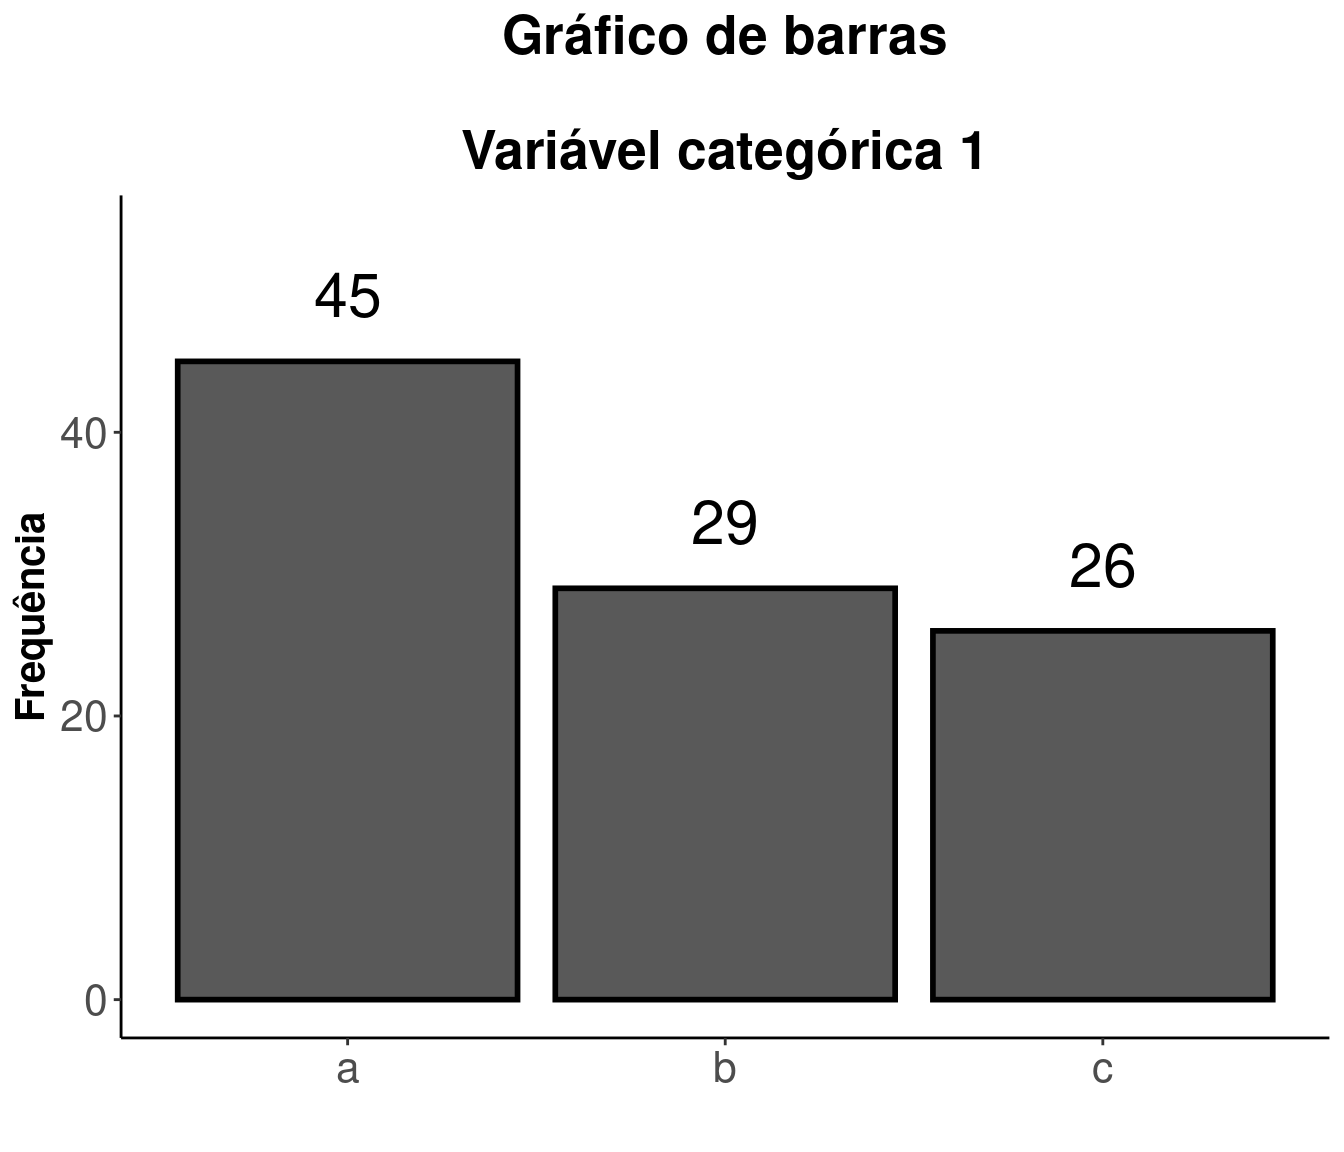 Gráfico de barras
Variável categórica 1
45
29
26
40
20
0
Frequência
a
b
c